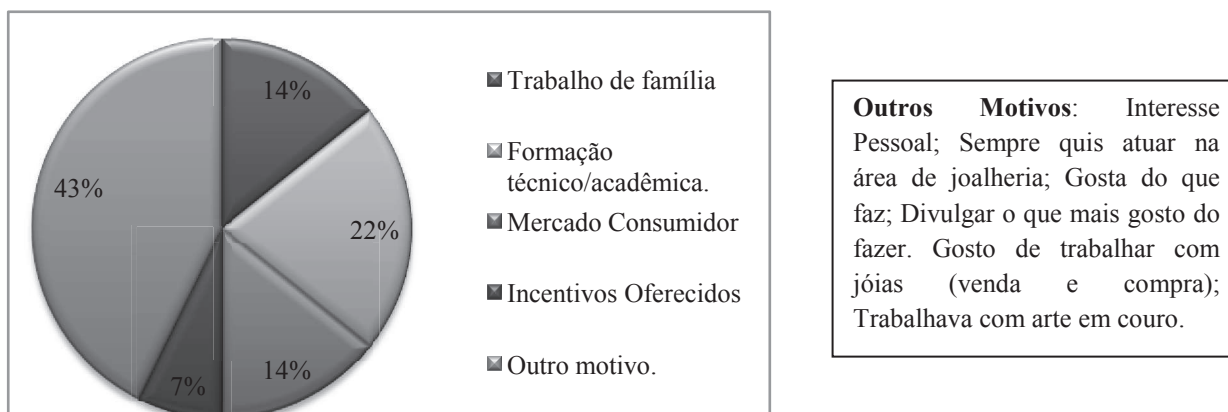 14%
Trabalho de família
Formação
técnico/acadêmica.
43%
22%
Mercado Consumidor
Incentivos Oferecidos
14%
7%
Outro motivo.
Outros Motivos: Interesse
Pessoal; Sempre quis atuar na
área de joalheria; Gosta do que
faz; Divulgar o que mais gosto do
fazer. Gosto de trabalhar com
jóias (venda e compra);
Trabalhava com arte em couro.